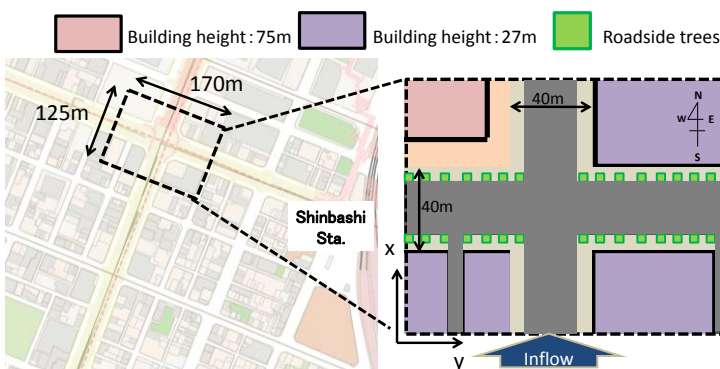 Building height：75m
Building height：27m
Roadside trees
170m
125m
Shinbashi
Sta.
40m
N
W E
S
40m
X
y
Inflow